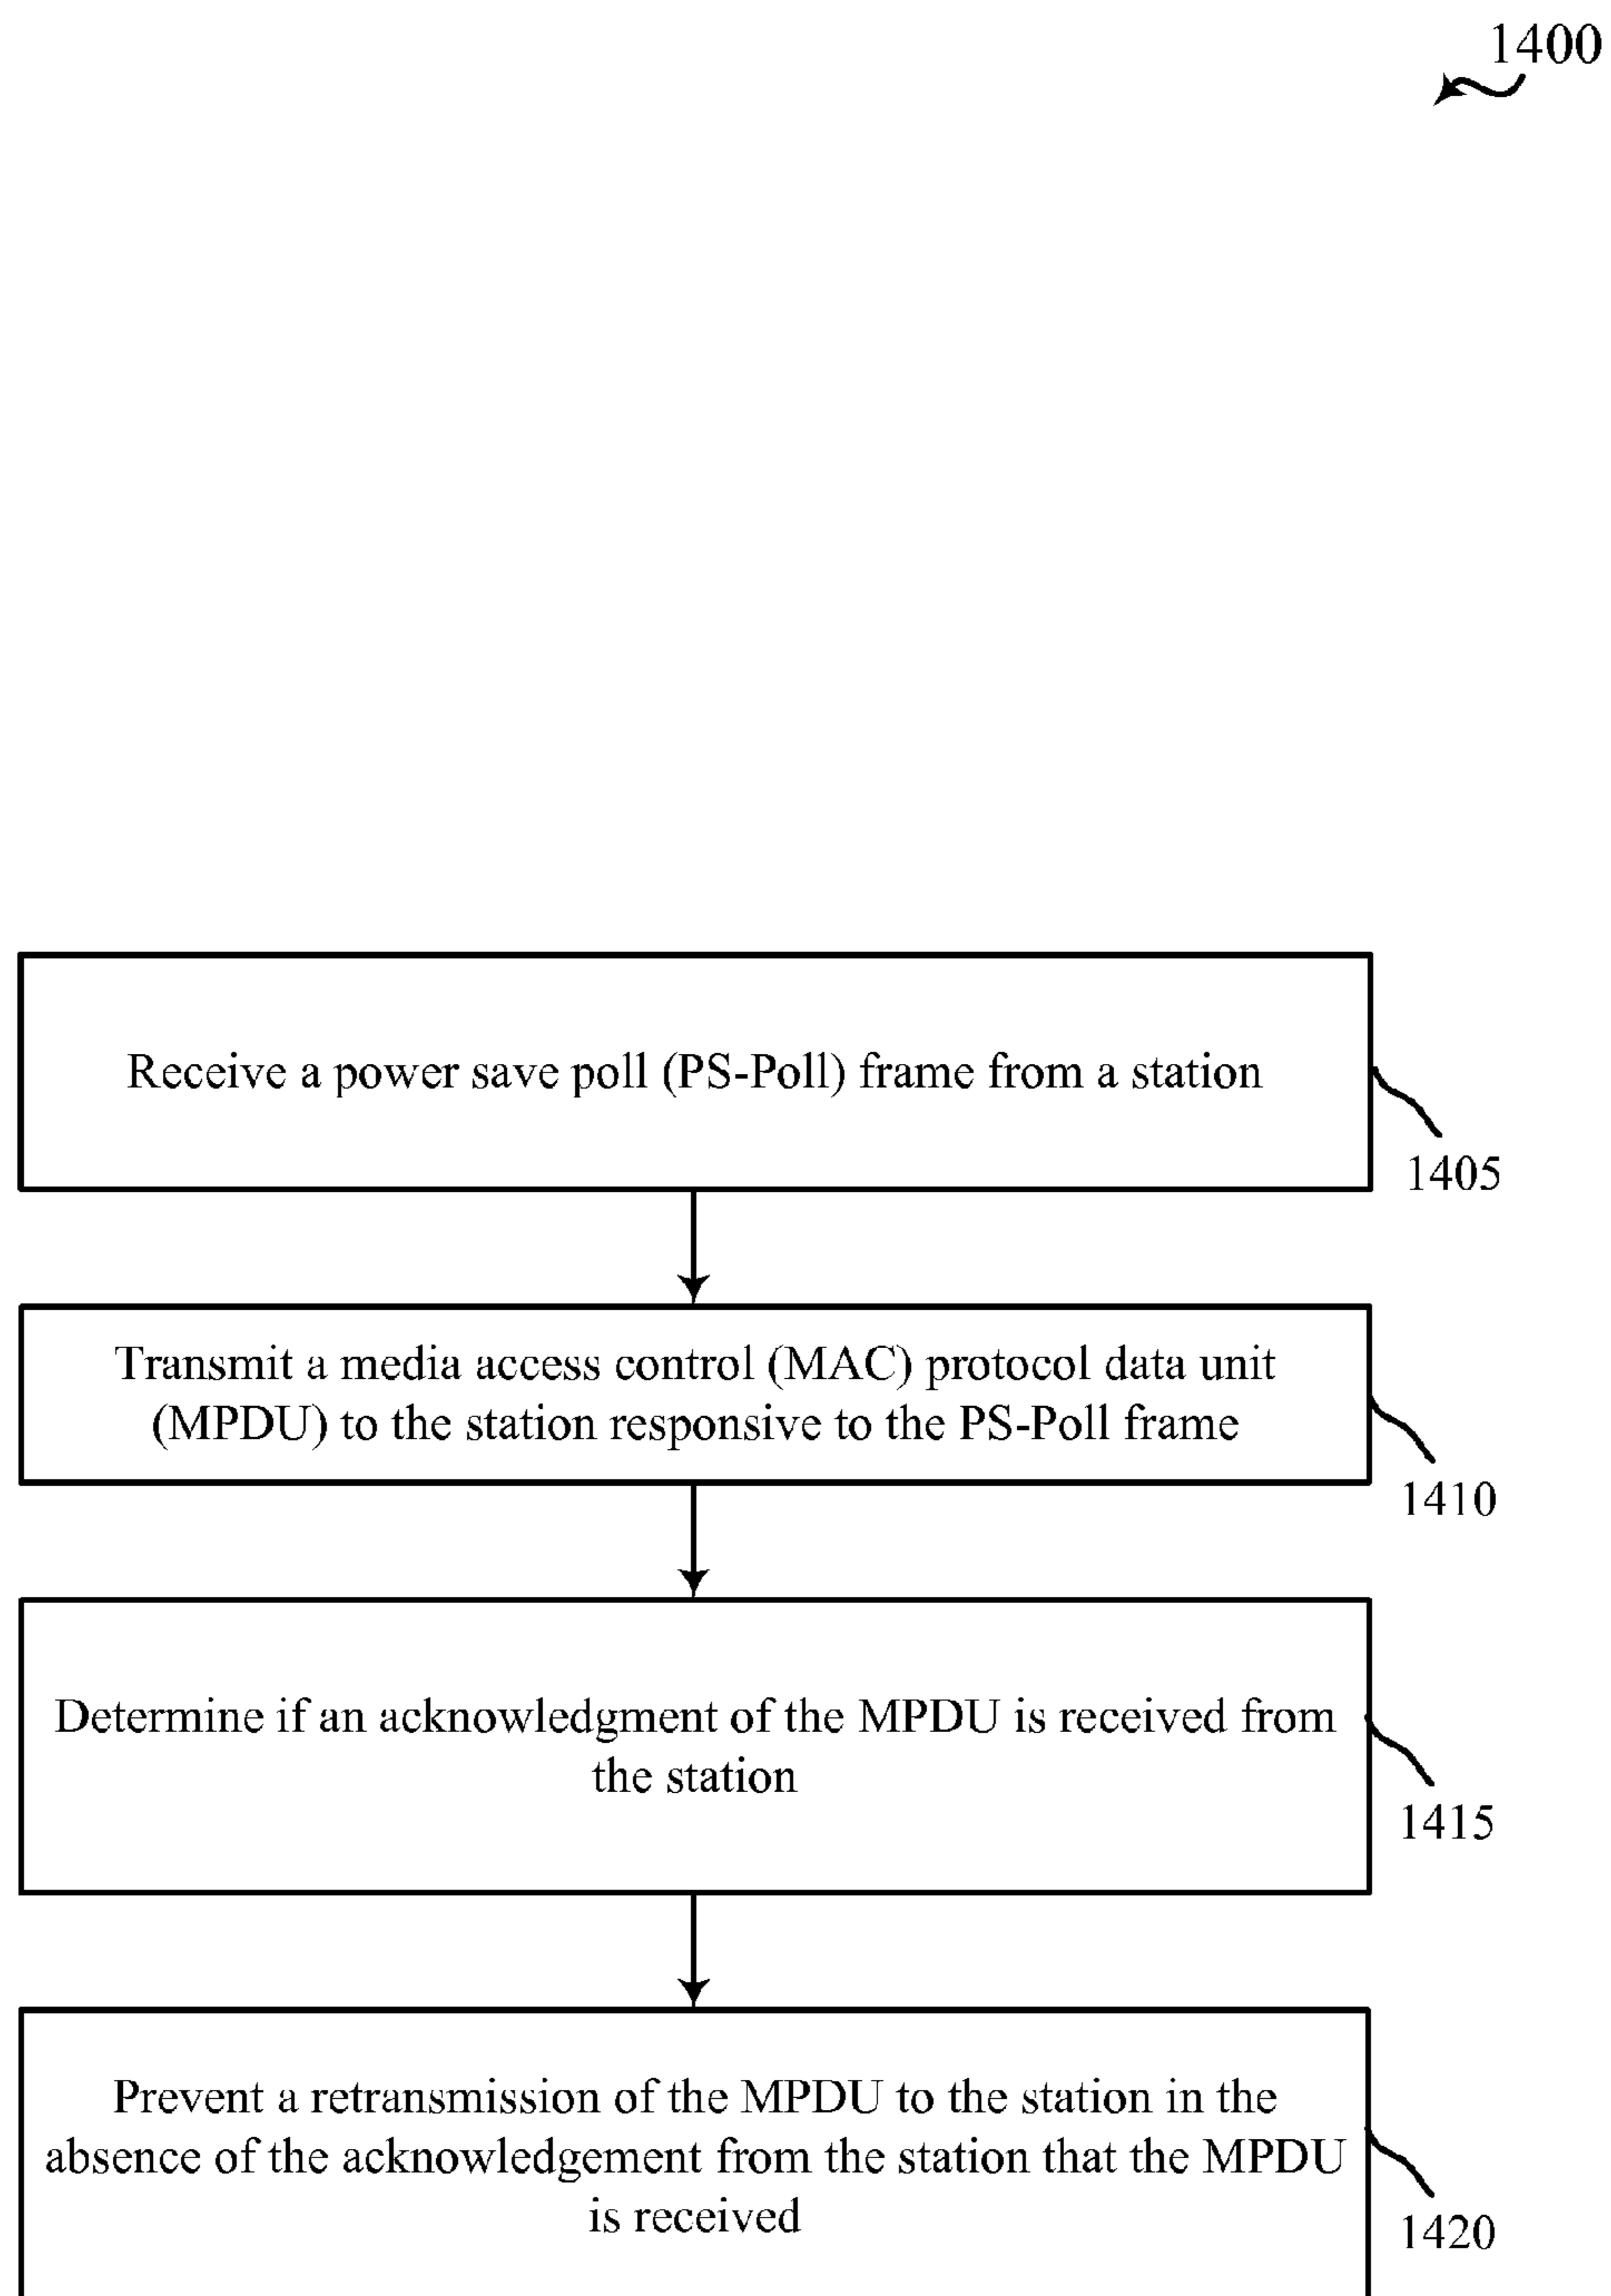 1400
Receive a power save poll (PS-Poll) frame from a station
1405
Transmit a media access control (MAC) protocol data unit
(MPDU) to the station responsive to the PS-Poll frame
1410
Determine if an acknowledgment of the MPDU is received from
the station
1415
Prevent a retransmission of the MPDU to the station in the
absence of the acknowledgement from the station that the MPDU
is received
1420